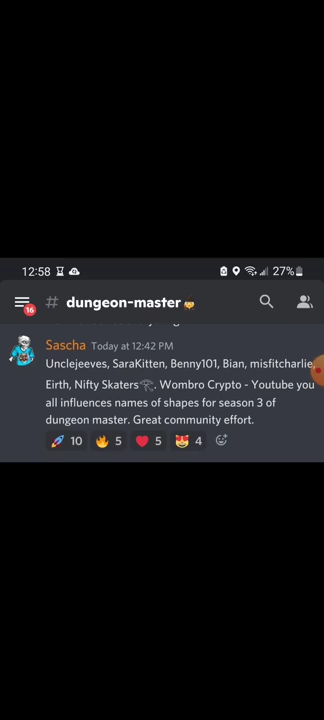 12:58 27%
16 # dungeon-master
Sascha Today at 12:42 PM
Unclejeeves, SaraKitten, Benny101, Bian, misfitcharlie,
Eirth, Nifty Skaters. Wombro Crypto - Youtube you
all influences names of shapes for season 3 of
dungeon master. Great community effort.
10 5 5 4